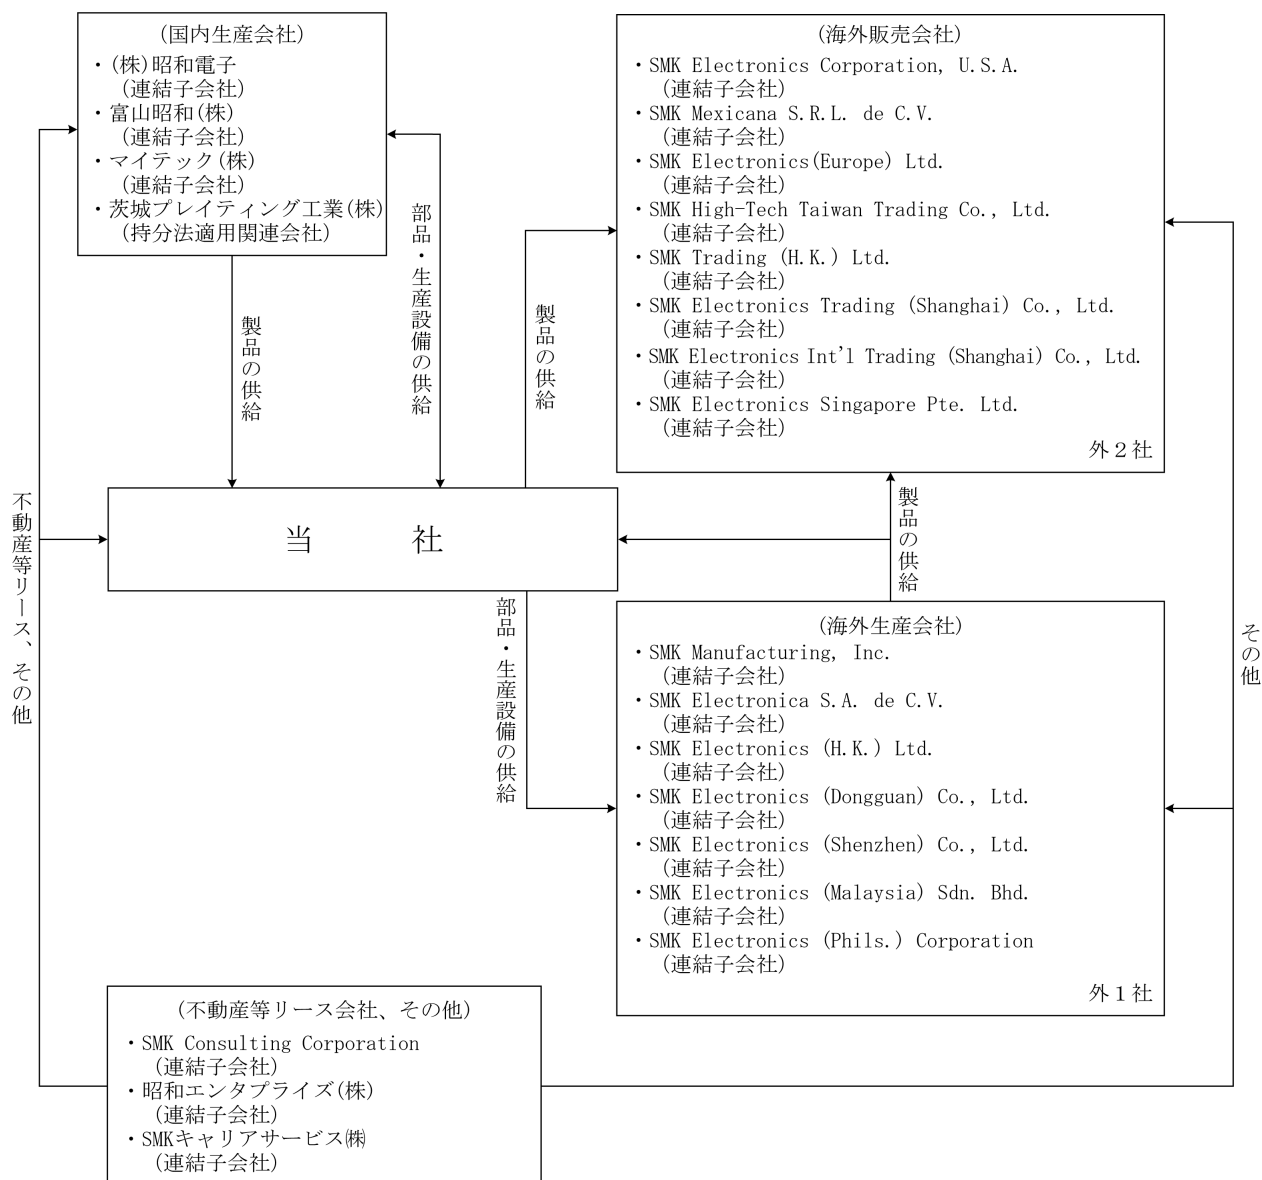 (国内生産会社)
・(株)昭和電子
(連結子会社)
・富山昭和(株)
(連結子会社)
・マイテック(株)
(連結子会社)
・茨城プレイティング工業(株)
(持分法適用関連会社)
(海外販売会社)
・SMK Electronics Corporation, U.S.A.
(連結子会社)
・SMK Mexicana S.R.L. de C.V.
(連結子会社)
・SMK Electronics(Europe) Ltd.
(連結子会社)
・SMK High-Tech Taiwan Trading Co., Ltd.
(連結子会社)
・SMK Trading (H.K.) Ltd.
(連結子会社)
・SMK Electronics Trading (Shanghai) Co., Ltd.
(連結子会社)
・SMK Electronics Int'l Trading (Shanghai) Co., Ltd.
(連結子会社)
・SMK Electronics Singapore Pte. Ltd.
(連結子会社)
外2社
製品の供給
部品・生産設備の供給
製品の供給
当 社
製品の供給
不動産等リース、その他
部品・生産設備の供給
(海外生産会社)
・SMK Manufacturing, Inc.
(連結子会社)
・SMK Electronica S.A. de C.V.
(連結子会社)
・SMK Electronics (H.K.) Ltd.
(連結子会社)
・SMK Electronics (Dongguan) Co., Ltd.
(連結子会社)
・SMK Electronics (Shenzhen) Co., Ltd.
(連結子会社)
・SMK Electronics (Malaysia) Sdn. Bhd.
(連結子会社)
・SMK Electronics (Phils.) Corporation
(連結子会社)
外1社
その他
(不動産等リース会社、その他)
・SMK Consulting Corporation
(連結子会社)
・昭和エンタプライズ(株)
(連結子会社)
・SMKキャリアサービス㈱
(連結子会社)